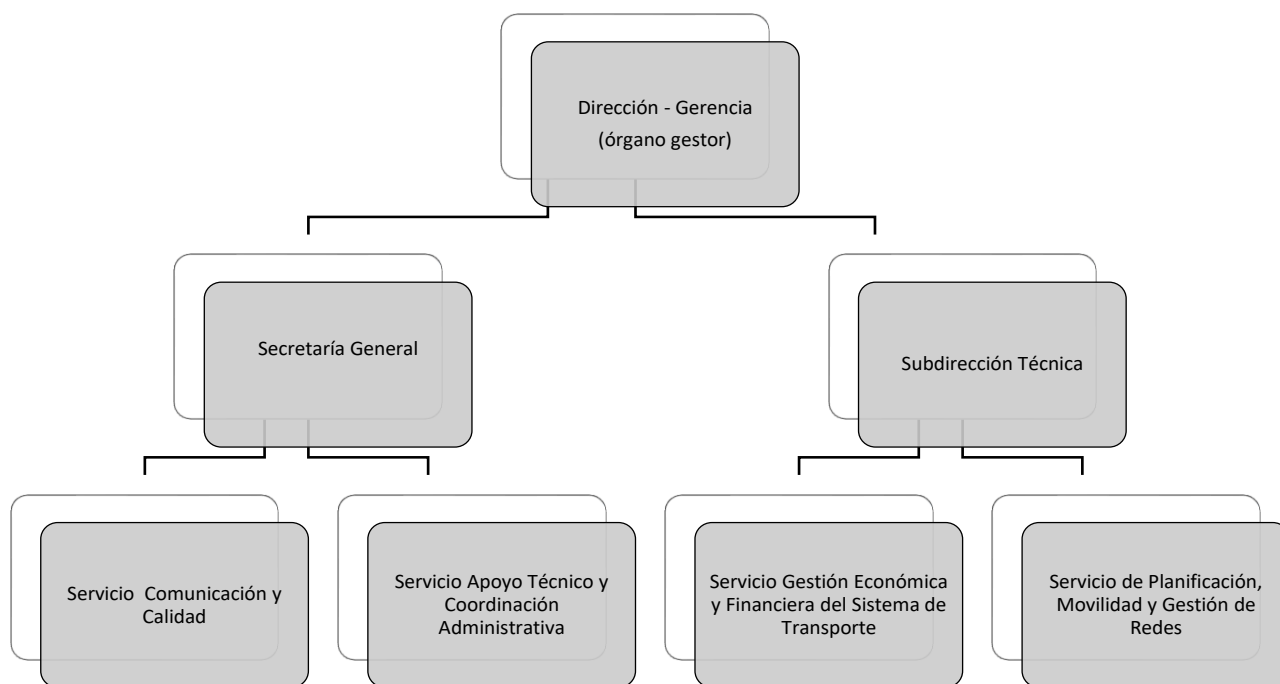 Dirección - Gerencia
(órgano gestor)
Secretaría General
Subdirección Técnica
Servicio Comunicación y
Calidad
Servicio Apoyo Técnico y
Coordinación
Administrativa
Servicio Gestión Económica
y Financiera del Sistema de
Transporte
Servicio de Planificación,
Movilidad y Gestión de
Redes